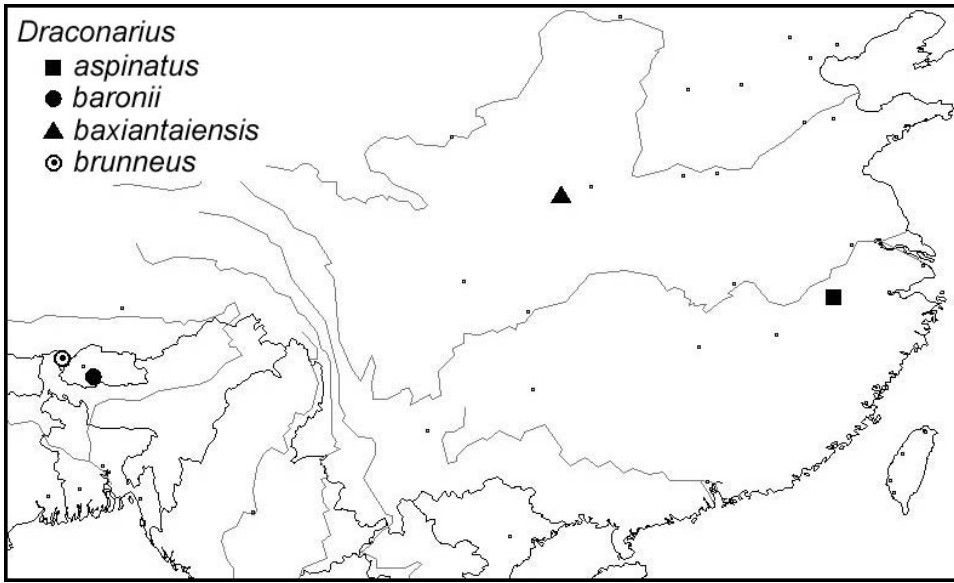 Draconarius
aspinatus
baronii
baxiantaiensis
brunneus